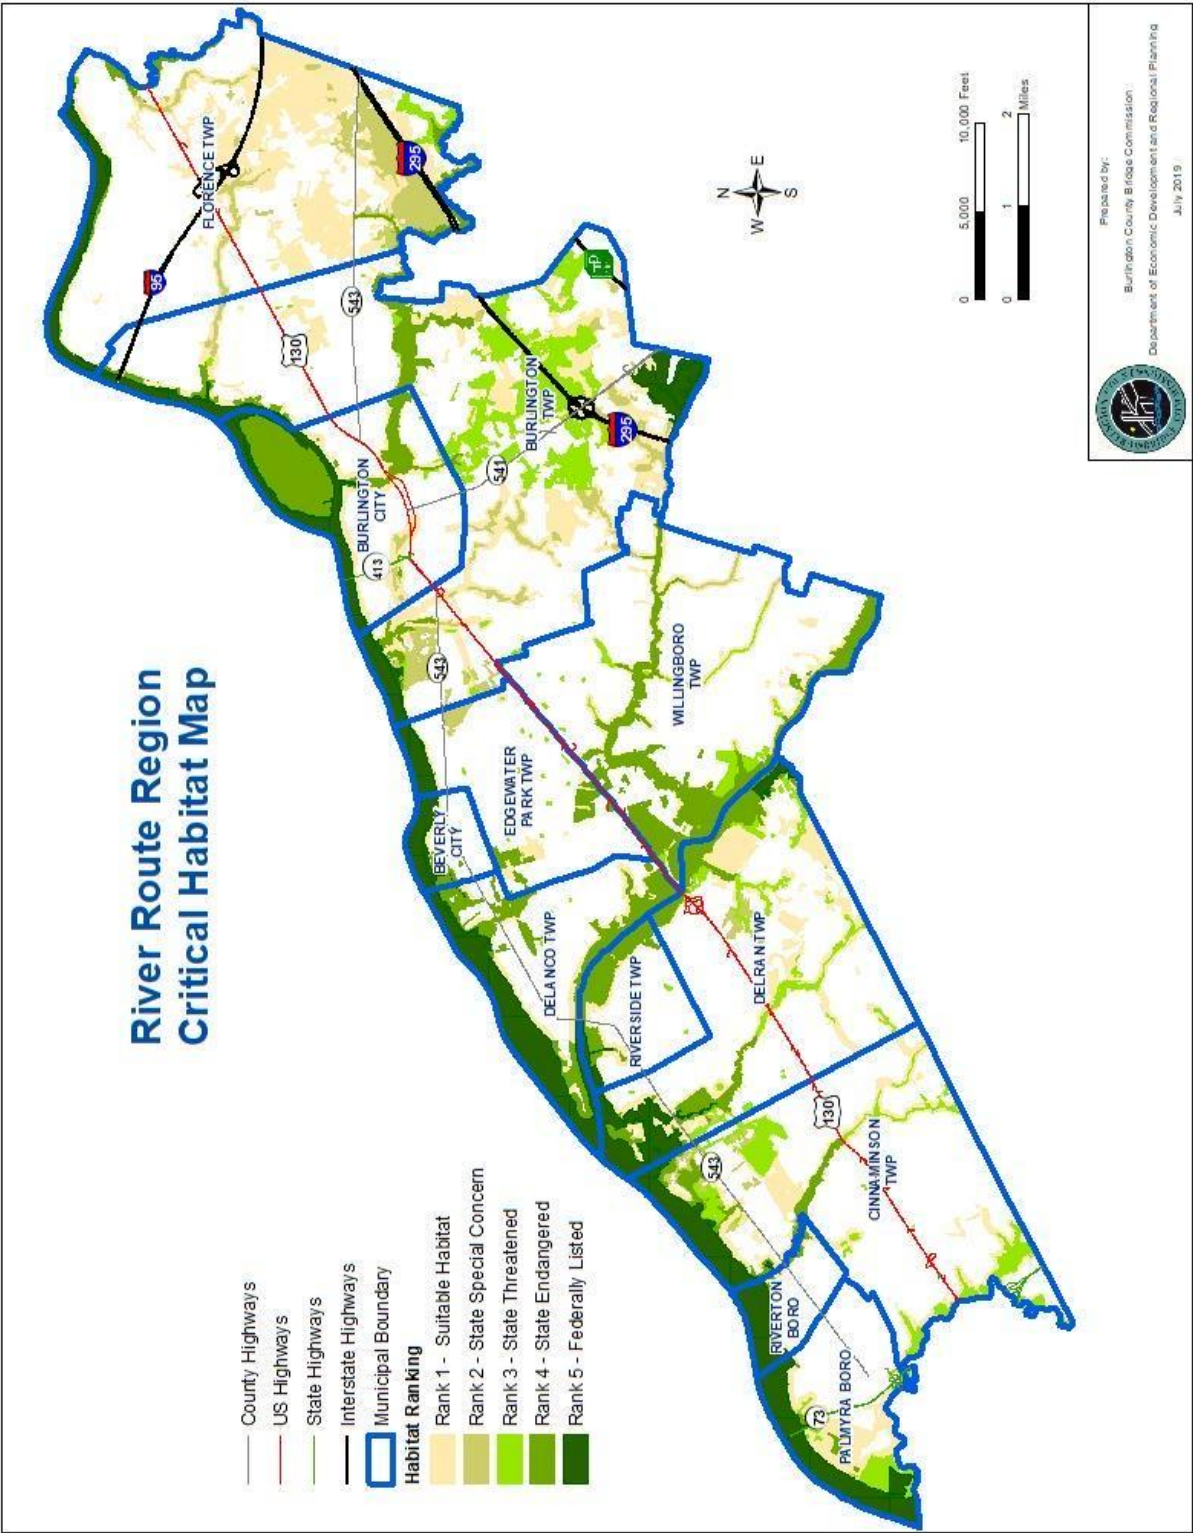 River Route Region
Critical Habitat Map
County Highways
US Highways
State Highways
Interstate Highways
Municipal Boundary
Habitat Ranking
Rank 1 - Suitable Habitat
Rank 2 - State Special Concern
Rank 3 - State Threatened
Rank 4 - State Endangered
Rank 5 - Federally Listed
FLORENCE TWP
95
295
130
543
BURLINGTON
TWP
541
295
BURLINGTON
CITY
413
543
WILLINGBORO
TWP
EDGEWATER
PARK TWP
BEVERLY
CITY
DELANCO TWP
RIVERSIDE TWP
DELRAN TWP
130
CINNAMINSON
TWP
543
RIVERTON
BORO
PALMYRA BORO
73
N
W E
S
0 5,000 10,000 Feet
0 1 2 Miles
Prepared by:
Burlington County Bridge Commission
Department of Economic Development and Regional Planning
July 2019